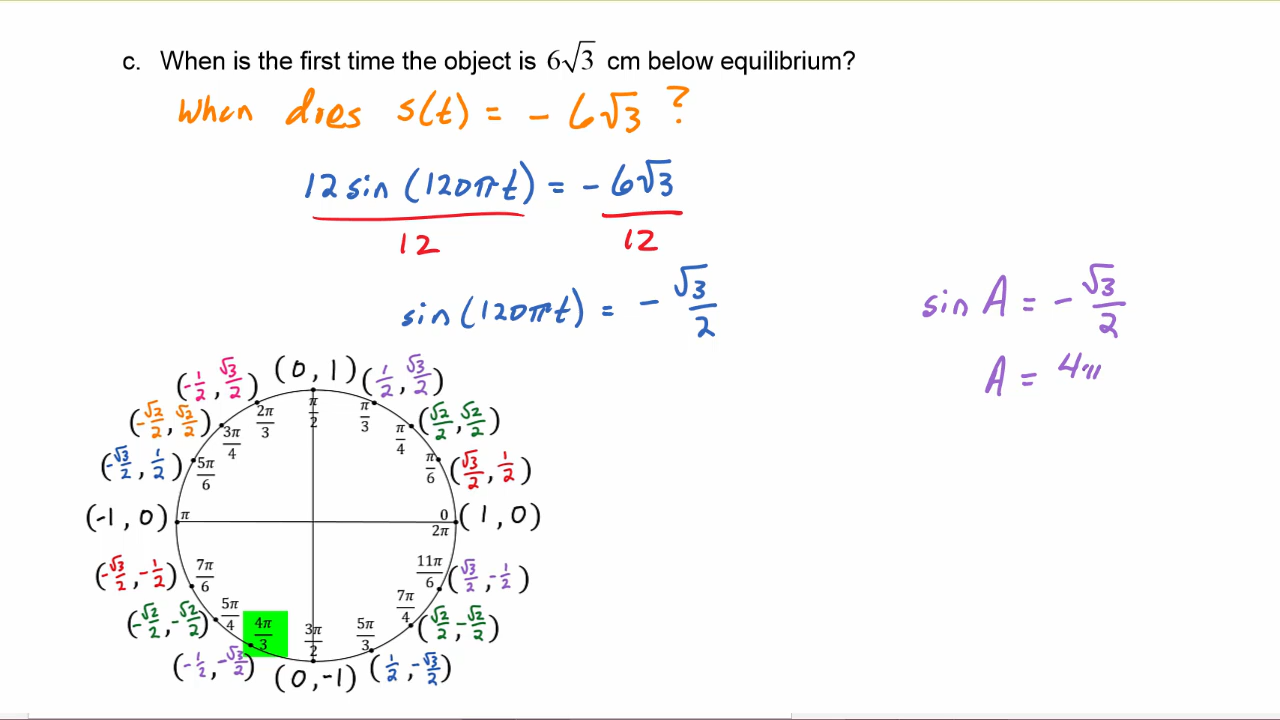 c. When is the first time the object is 6√3 cm below equilibrium?
When does s(t) = - 6√3 ?
12 sin (120πt) = - 6√3
12 12
sin (120πt) = - √3/2
sin A = - √3/2
A = 4π
(0, 1)
(-1/2, √3/2) (1/2, √3/2)
2π/3 π/2 π/3
(-√2/2, √2/2) (√2/2, √2/2)
3π/4 π/4
(-√3/2, 1/2) (√3/2, 1/2)
5π/6 π/6
(-1, 0) π 0 2π (1, 0)
(-√3/2, -1/2) 7π/6 11π/6 (√3/2, -1/2)
(-√2/2, -√2/2) 5π/4 7π/4 (√2/2, -√2/2)
4π/3 3π/2 5π/3
(-1/2, -√3/2) (0, -1) (1/2, -√3/2)